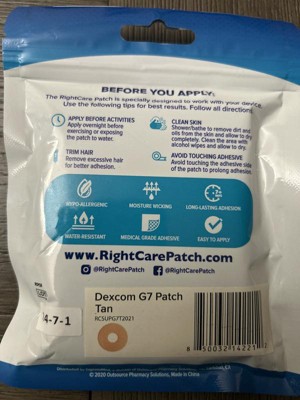 BEFORE YOU APPLY:
The RightCare Patch is specially designed to work with your device.
Use the following tips for best results. Follow all directions
APPLY BEFORE ACTIVITIES
Apply overnight before
exercising or exposing
the patch to water.
CLEAN SKIN
Shower/bathe to remove dirt and
oils from the skin and allow to dry
completely. Clean the area with
alcohol wipes and allow to dry.
TRIM HAIR
Remove excessive hair
for better adhesion.
AVOID TOUCHING ADHESIVE
Avoid touching the adhesive side
of the patch to prolong adhesion.
HYPO-ALLERGENIC
MOISTURE WICKING
LONG-LASTING ADHESION
WATER-RESISTANT
MEDICAL GRADE ADHESIVE
EASY TO APPLY
www.RightCarePatch.com
@RightCarePatch
@RightCarePatch
Dexcom G7 Patch
Tan
RCSUPG7T2021
4-7-1
8 50032 14221
© 2020 Outsource Pharmacy Solutions, Made in China